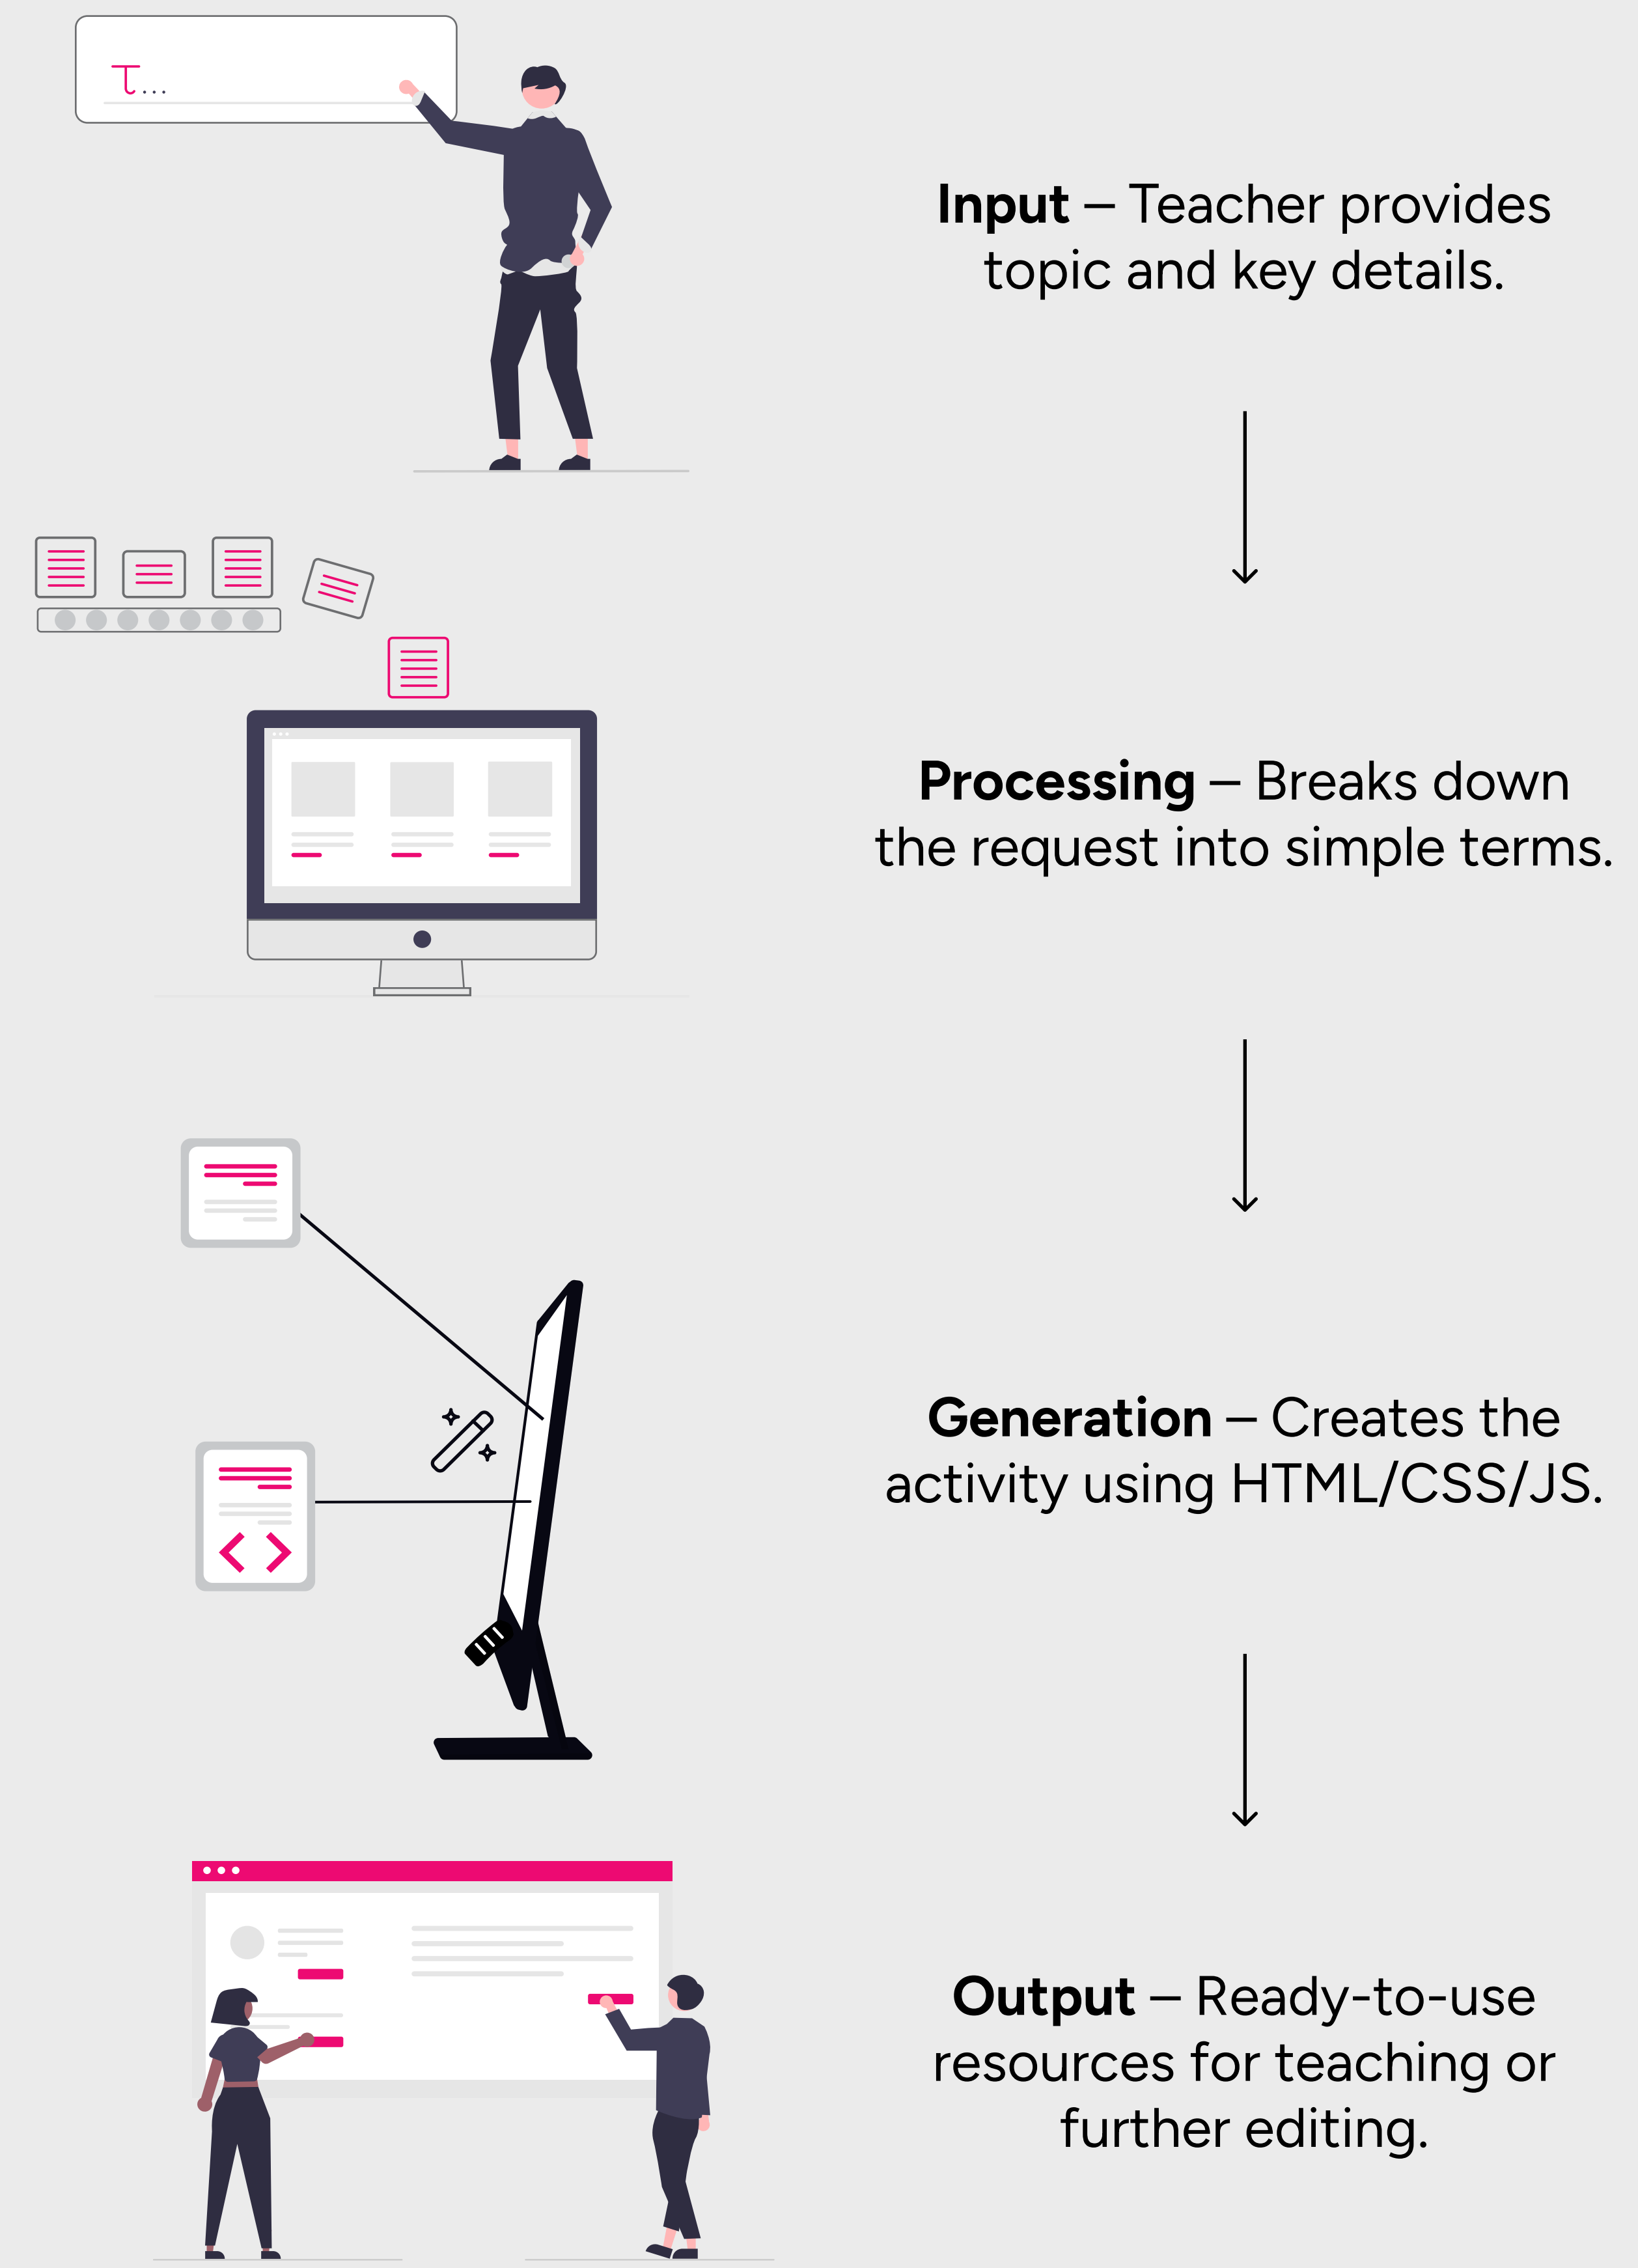 T...
Input – Teacher provides
topic and key details.
Processing – Breaks down
the request into simple terms.
Generation – Creates the
activity using HTML/CSS/JS.
Output – Ready-to-use
resources for teaching or
further editing.